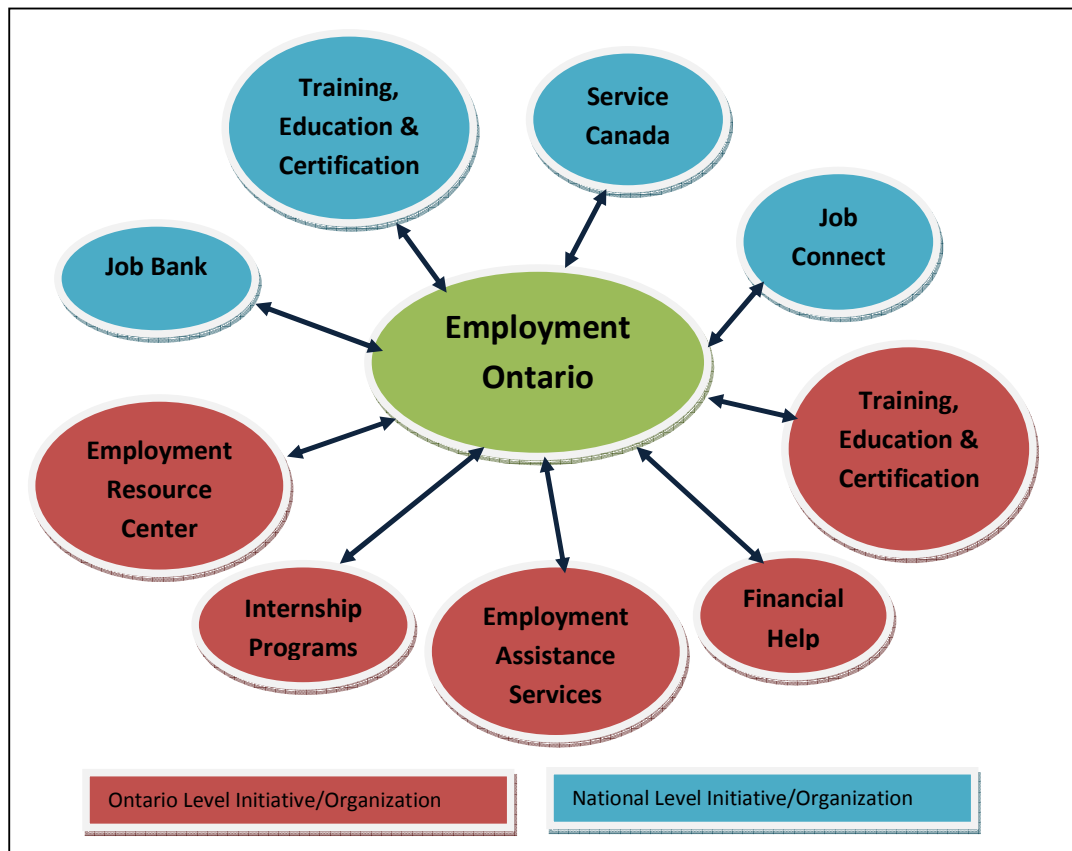 Training,
Education &
Certification
Service
Canada
Job
Connect
Job Bank
Employment
Ontario
Training,
Education &
Certification
Employment
Resource
Center
Internship
Programs
Employment
Assistance
Services
Financial
Help
Ontario Level Initiative/Organization
National Level Initiative/Organization